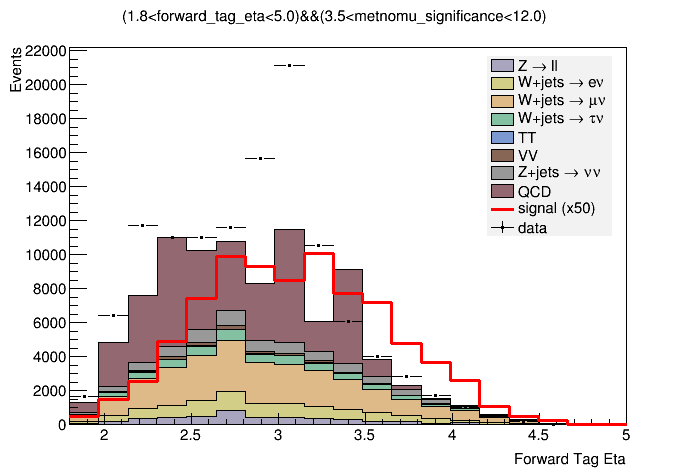 (1.8<forward_tag_eta<5.0)&&(3.5<metnomu_significance<12.0)
Events
22000
20000
18000
16000
14000
12000
10000
8000
6000
4000
2000
0
Z → ll
W+jets → eν
W+jets → μν
W+jets → τν
TT
VV
Z+jets → νν
QCD
signal (x50)
data
2 2.5 3 3.5 4 4.5 5
Forward Tag Eta